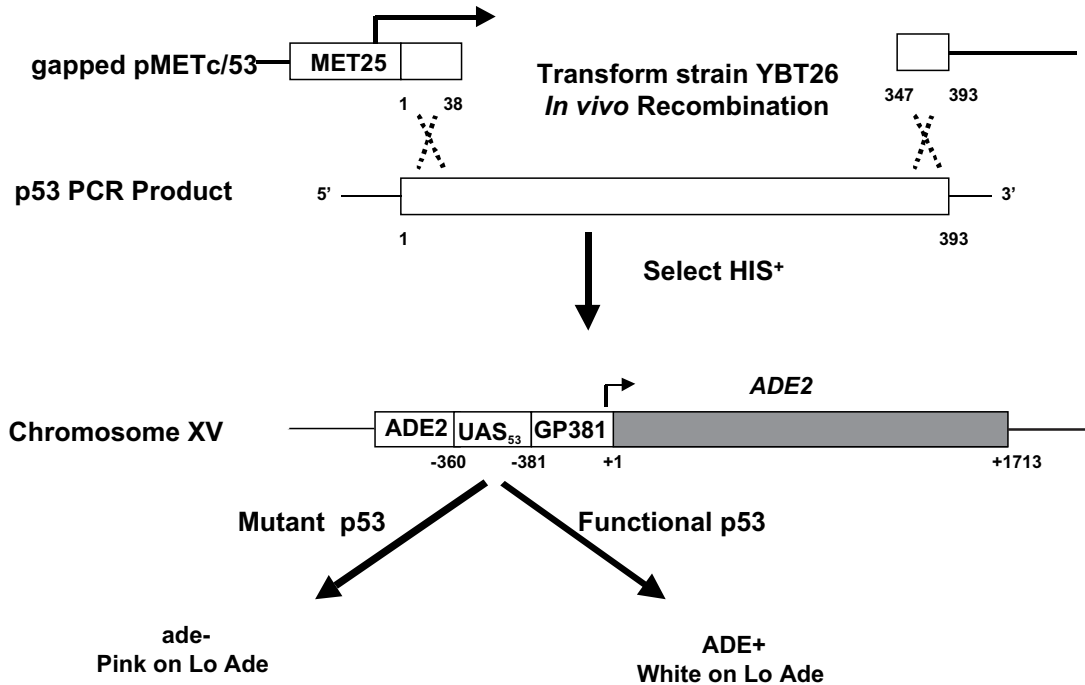 gapped pMETc/53
MET25
1 38
Transform strain YBT26
In vivo Recombination
347 393
p53 PCR Product
5’
3’
1
393
Select HIS+
ADE2
Chromosome XV
ADE2 UAS53 GP381
-360 -381 +1 +1713
Mutant p53
Functional p53
ade-
Pink on Lo Ade
ADE+
White on Lo Ade